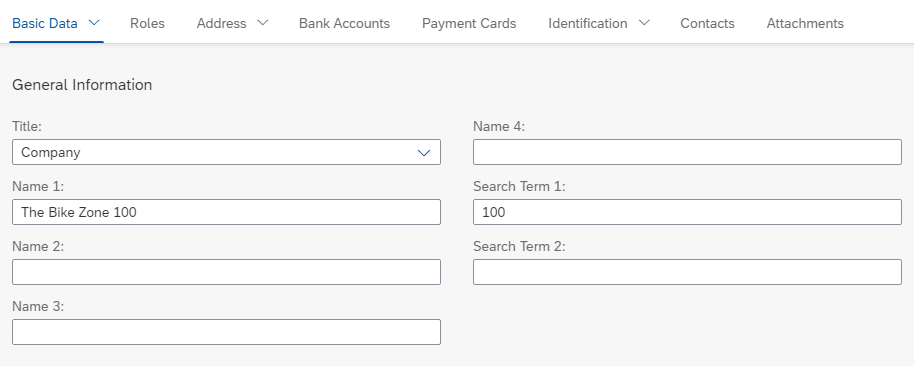 Basic Data Roles Address Bank Accounts Payment Cards Identification Contacts Attachments
General Information
Title:
Company
Name 1:
The Bike Zone 100
Name 2:
Name 3:
Name 4:
Search Term 1:
100
Search Term 2: